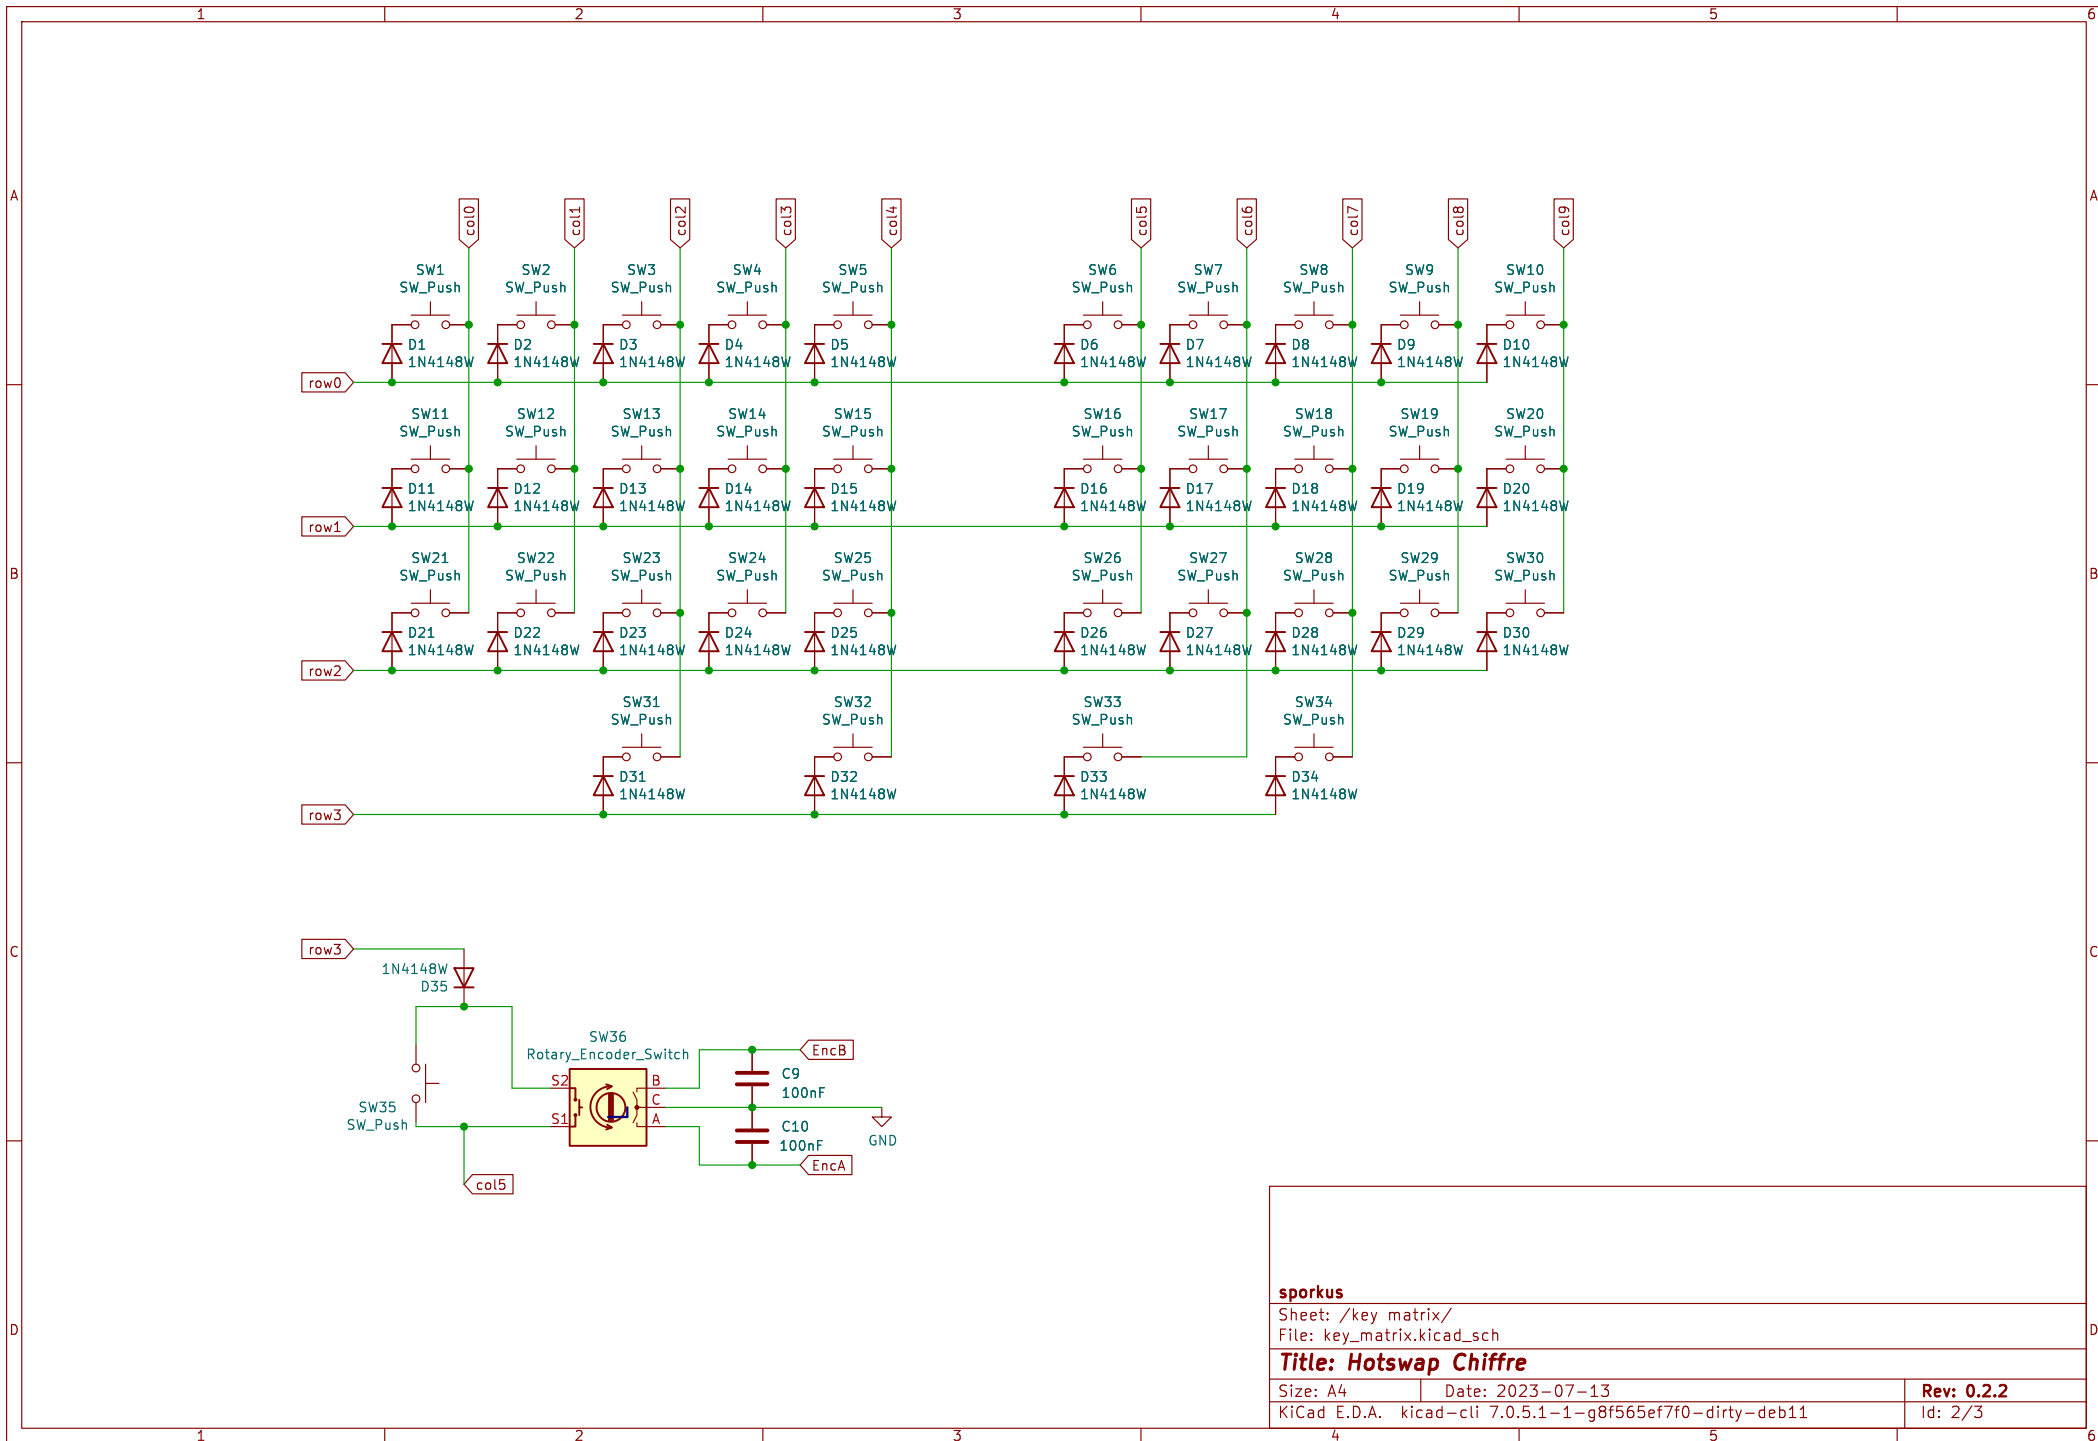 1 2 3 4 5 6
A A
col0 col1 col2 col3 col4 col5 col6 col7 col8 col9
SW1 SW2 SW3 SW4 SW5 SW6 SW7 SW8 SW9 SW10
SW_Push SW_Push SW_Push SW_Push SW_Push SW_Push SW_Push SW_Push SW_Push SW_Push
D1 D2 D3 D4 D5 D6 D7 D8 D9 D10
1N4148W 1N4148W 1N4148W 1N4148W 1N4148W 1N4148W 1N4148W 1N4148W 1N4148W 1N4148W
row0
SW11 SW12 SW13 SW14 SW15 SW16 SW17 SW18 SW19 SW20
SW_Push SW_Push SW_Push SW_Push SW_Push SW_Push SW_Push SW_Push SW_Push SW_Push
D11 D12 D13 D14 D15 D16 D17 D18 D19 D20
1N4148W 1N4148W 1N4148W 1N4148W 1N4148W 1N4148W 1N4148W 1N4148W 1N4148W 1N4148W
row1
SW21 SW22 SW23 SW24 SW25 SW26 SW27 SW28 SW29 SW30
B SW_Push SW_Push SW_Push SW_Push SW_Push SW_Push SW_Push SW_Push SW_Push SW_Push B
D21 D22 D23 D24 D25 D26 D27 D28 D29 D30
1N4148W 1N4148W 1N4148W 1N4148W 1N4148W 1N4148W 1N4148W 1N4148W 1N4148W 1N4148W
row2
SW31 SW32 SW33 SW34
SW_Push SW_Push SW_Push SW_Push
D31 D32 D33 D34
1N4148W 1N4148W 1N4148W 1N4148W
row3
C row3 C
1N4148W
D35
SW36
Rotary_Encoder_Switch
EncB
S2 B
C9
100nF
C
SW35
SW_Push
S1 A
C10
100nF
GND
EncA
col5
sporkus
Sheet: /key matrix/
File: key_matrix.kicad_sch
D D
Title: Hotswap Chiffre
Size: A4 Date: 2023-07-13 Rev: 0.2.2
KiCad E.D.A. kicad-cli 7.0.5.1-1-g8f565ef7f0-dirty-deb11 Id: 2/3
1 2 3 4 5 6